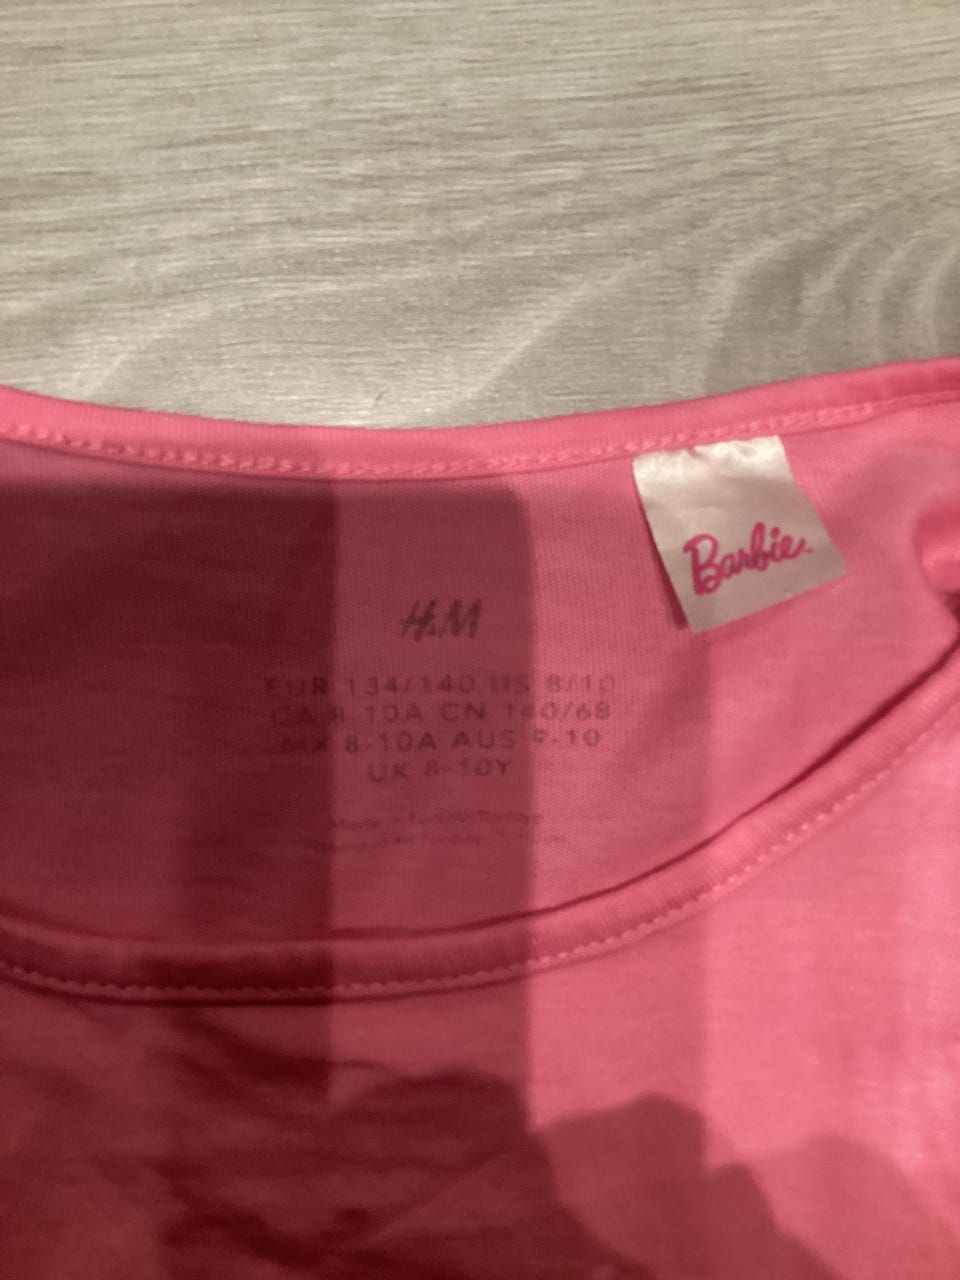 Barbie.
H&M
EUR 134/140 US 8/10
CA 8-10A CN 140/68
MX 8-10A AUS 9-10
UK 8-10Y